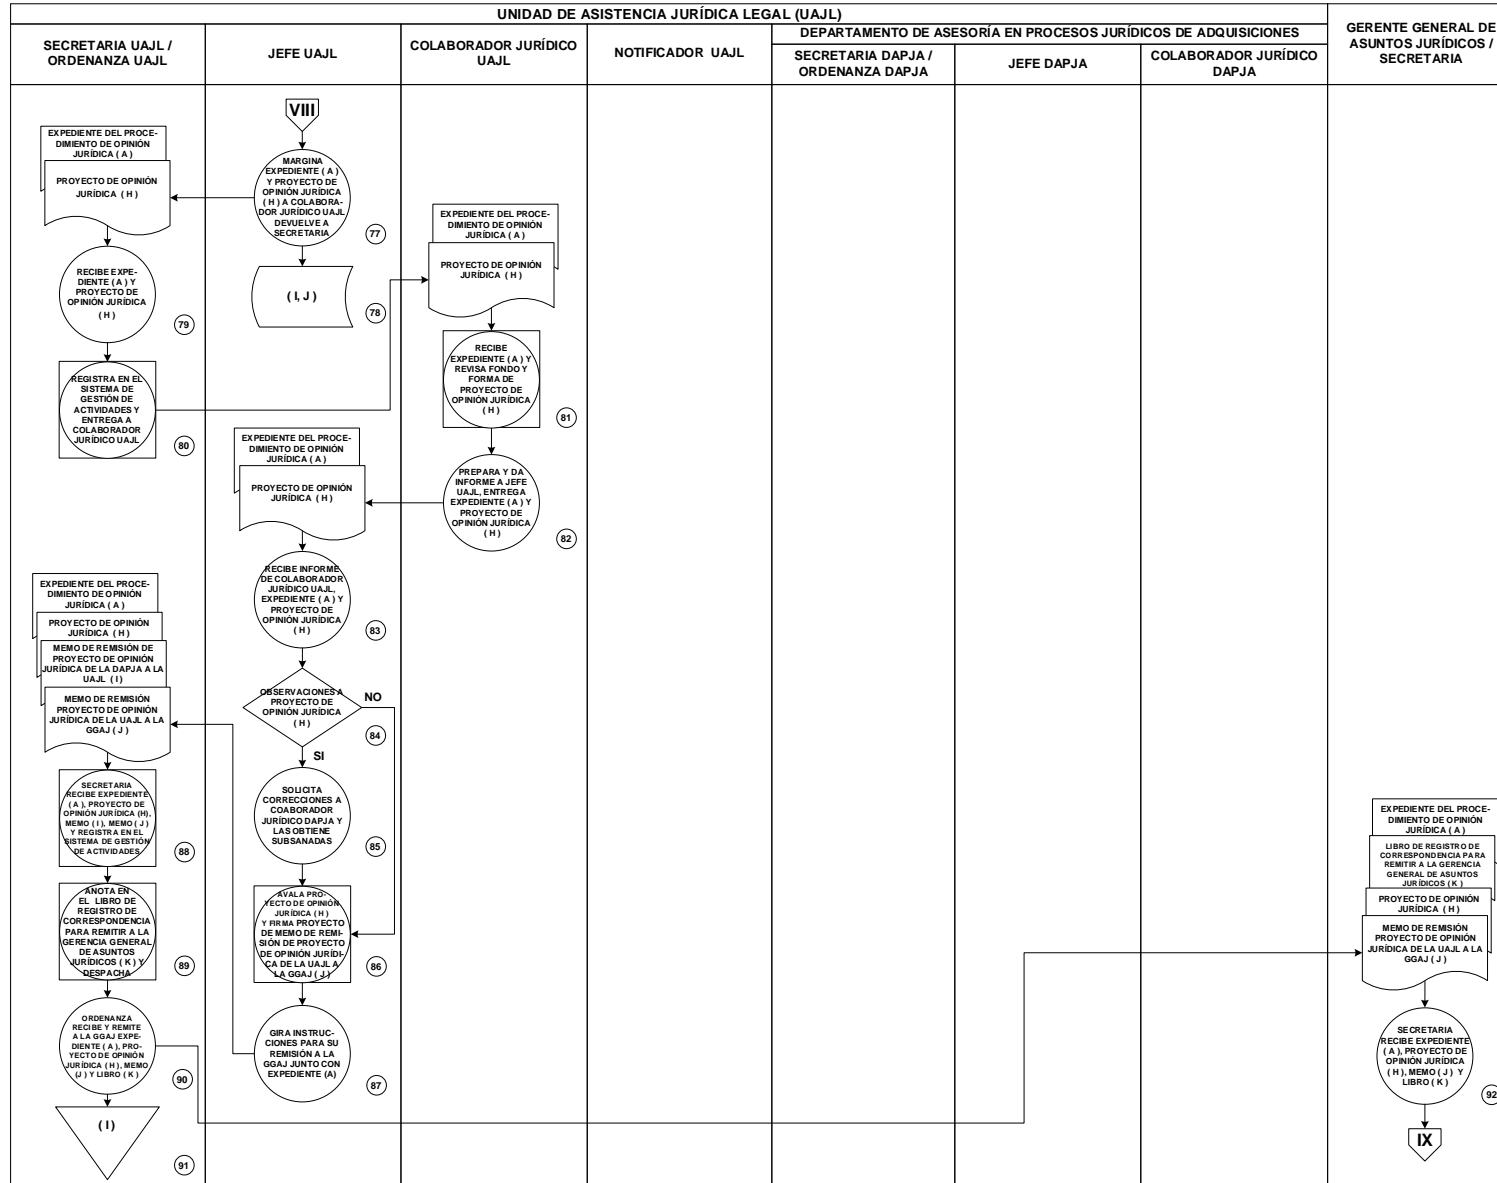 UNIDAD DE ASISTENCIA JURÍDICA LEGAL (UAJL)
GERENTE GENERAL DE
ASUNTOS JURÍDICOS /
SECRETARIA
DEPARTAMENTO DE ASESORÍA EN PROCESOS JURÍDICOS DE ADQUISICIONES
SECRETARIA UAJL /
ORDENANZA UAJL
JEFE UAJL
COLABORADOR JURÍDICO
UAJL
NOTIFICADOR UAJL
SECRETARIA DAPJA /
ORDENANZA DAPJA
JEFE DAPJA
COLABORADOR JURÍDICO
DAPJA
VIII
MARGINA
EXPEDIENTE ( A )
Y PROYECTO DE
OPINIÓN JURÍDICA
( H ) A COLABORA-
DOR JURÍDICO UAJL
DEVUELVE A
SECRETARIA
77
( I, J )
78
EXPEDIENTE DEL PROCE-
DIMIENTO DE OPINIÓN
JURÍDICA ( A )
PROYECTO DE OPINIÓN
JURÍDICA ( H )
RECIBE EXPE-
DIENTE ( A ) Y
PROYECTO DE
OPINIÓN JURÍDICA
( H )
79
REGISTRA EN EL
SISTEMA DE
GESTIÓN DE
ACTIVIDADES Y
ENTREGA A
COLABORADOR
JURÍDICO UAJL
80
EXPEDIENTE DEL PROCE-
DIMIENTO DE OPINIÓN
JURÍDICA ( A )
PROYECTO DE OPINIÓN
JURÍDICA ( H )
RECIBE
EXPEDIENTE ( A ) Y
REVISA FONDO Y
FORMA DE
PROYECTO DE
OPINIÓN JURÍDICA
( H )
81
PREPARA Y DA
INFORME A JEFE
UAJL, ENTREGA
EXPEDIENTE ( A ) Y
PROYECTO DE
OPINIÓN JURÍDICA
( H )
82
EXPEDIENTE DEL PROCE-
DIMIENTO DE OPINIÓN
JURÍDICA ( A )
PROYECTO DE OPINIÓN
JURÍDICA ( H )
RECIBE INFORME
DE COLABORADOR
JURÍDICO UAJL,
EXPEDIENTE ( A ) Y
PROYECTO DE
OPINIÓN JURÍDICA
( H )
83
OBSERVACIONES A
PROYECTO DE
OPINIÓN JURÍDICA
( H )
NO
84
SI
SOLICITA
CORRECCIONES A
COABORADOR
JURÍDICO DAPJA Y
LAS OBTIENE
SUBSANADAS
85
AVALA PRO-
YECTO DE OPINIÓN
JURÍDICA ( H )
Y FIRMA PROYECTO
DE MEMO DE REMI-
SIÓN DE PROYECTO
DE OPINIÓN JURÍDI-
CA DE LA UAJL A
LA GGAJ ( J )
86
GIRA INSTRUC-
CIONES PARA SU
REMISIÓN A LA
GGAJ JUNTO CON
EXPEDIENTE (A)
87
EXPEDIENTE DEL PROCE-
DIMIENTO DE OPINIÓN
JURÍDICA ( A )
PROYECTO DE OPINIÓN
JURÍDICA ( H )
MEMO DE REMISIÓN DE
PROYECTO DE OPINIÓN
JURÍDICA DE LA DAPJA A LA
UAJL ( I )
MEMO DE REMISIÓN
PROYECTO DE OPINIÓN
JURÍDICA DE LA UAJL A LA
GGAJ ( J )
SECRETARIA
RECIBE EXPEDIENTE
( A ), PROYECTO DE
OPINIÓN JURÍDICA (H),
MEMO ( I ), MEMO ( J )
Y REGISTRA EN EL
SISTEMA DE GESTIÓN
DE ACTIVIDADES
88
ANOTA EN
EL LIBRO DE
REGISTRO DE
CORRESPONDENCIA
PARA REMITIR A LA
GERENCIA GENERAL
DE ASUNTOS
JURÍDICOS ( K ) Y
DESPACHA
89
ORDENANZA
RECIBE Y REMITE
A LA GGAJ EXPE-
DIENTE ( A ), PRO-
YECTO DE OPINIÓN
JURÍDICA ( H ), MEMO
(J ) Y LIBRO ( K )
90
( I )
91
EXPEDIENTE DEL PROCE-
DIMIENTO DE OPINIÓN
JURÍDICA ( A )
LIBRO DE REGISTRO DE
CORRESPONDENCIA PARA
REMITIR A LA GERENCIA
GENERAL DE ASUNTOS
JURÍDICOS ( K )
PROYECTO DE OPINIÓN
JURÍDICA ( H )
MEMO DE REMISIÓN
PROYECTO DE OPINIÓN
JURÍDICA DE LA UAJL A LA
GGAJ ( J )
SECRETARIA
RECIBE EXPEDIENTE
( A ), PROYECTO DE
OPINIÓN JURÍDICA
( H ), MEMO ( J ) Y
LIBRO ( K )
92
IX